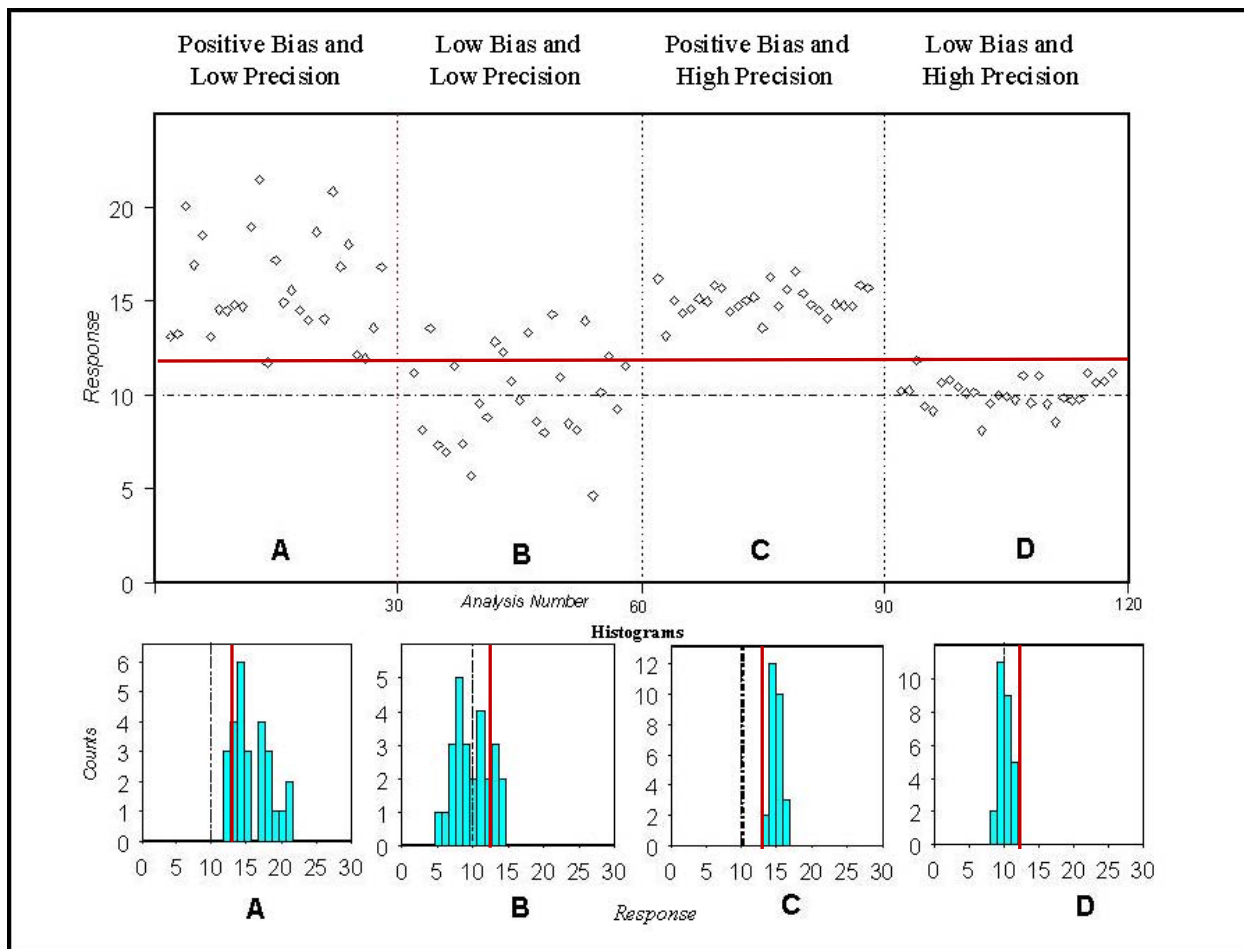 Positive Bias and
Low Precision
Low Bias and
Low Precision
Positive Bias and
High Precision
Low Bias and
High Precision
Response
20
15
10
5
0
A
B
C
D
30
Analysis Number
60
90
120
Histograms
Counts
6
5
4
3
2
1
0
0 5 10 15 20 25 30
A
5
4
3
2
1
0
0 5 10 15 20 25 30
B
12
10
8
6
4
2
0
0 5 10 15 20 25 30
C
10
8
6
4
2
0
0 5 10 15 20 25 30
D
Response